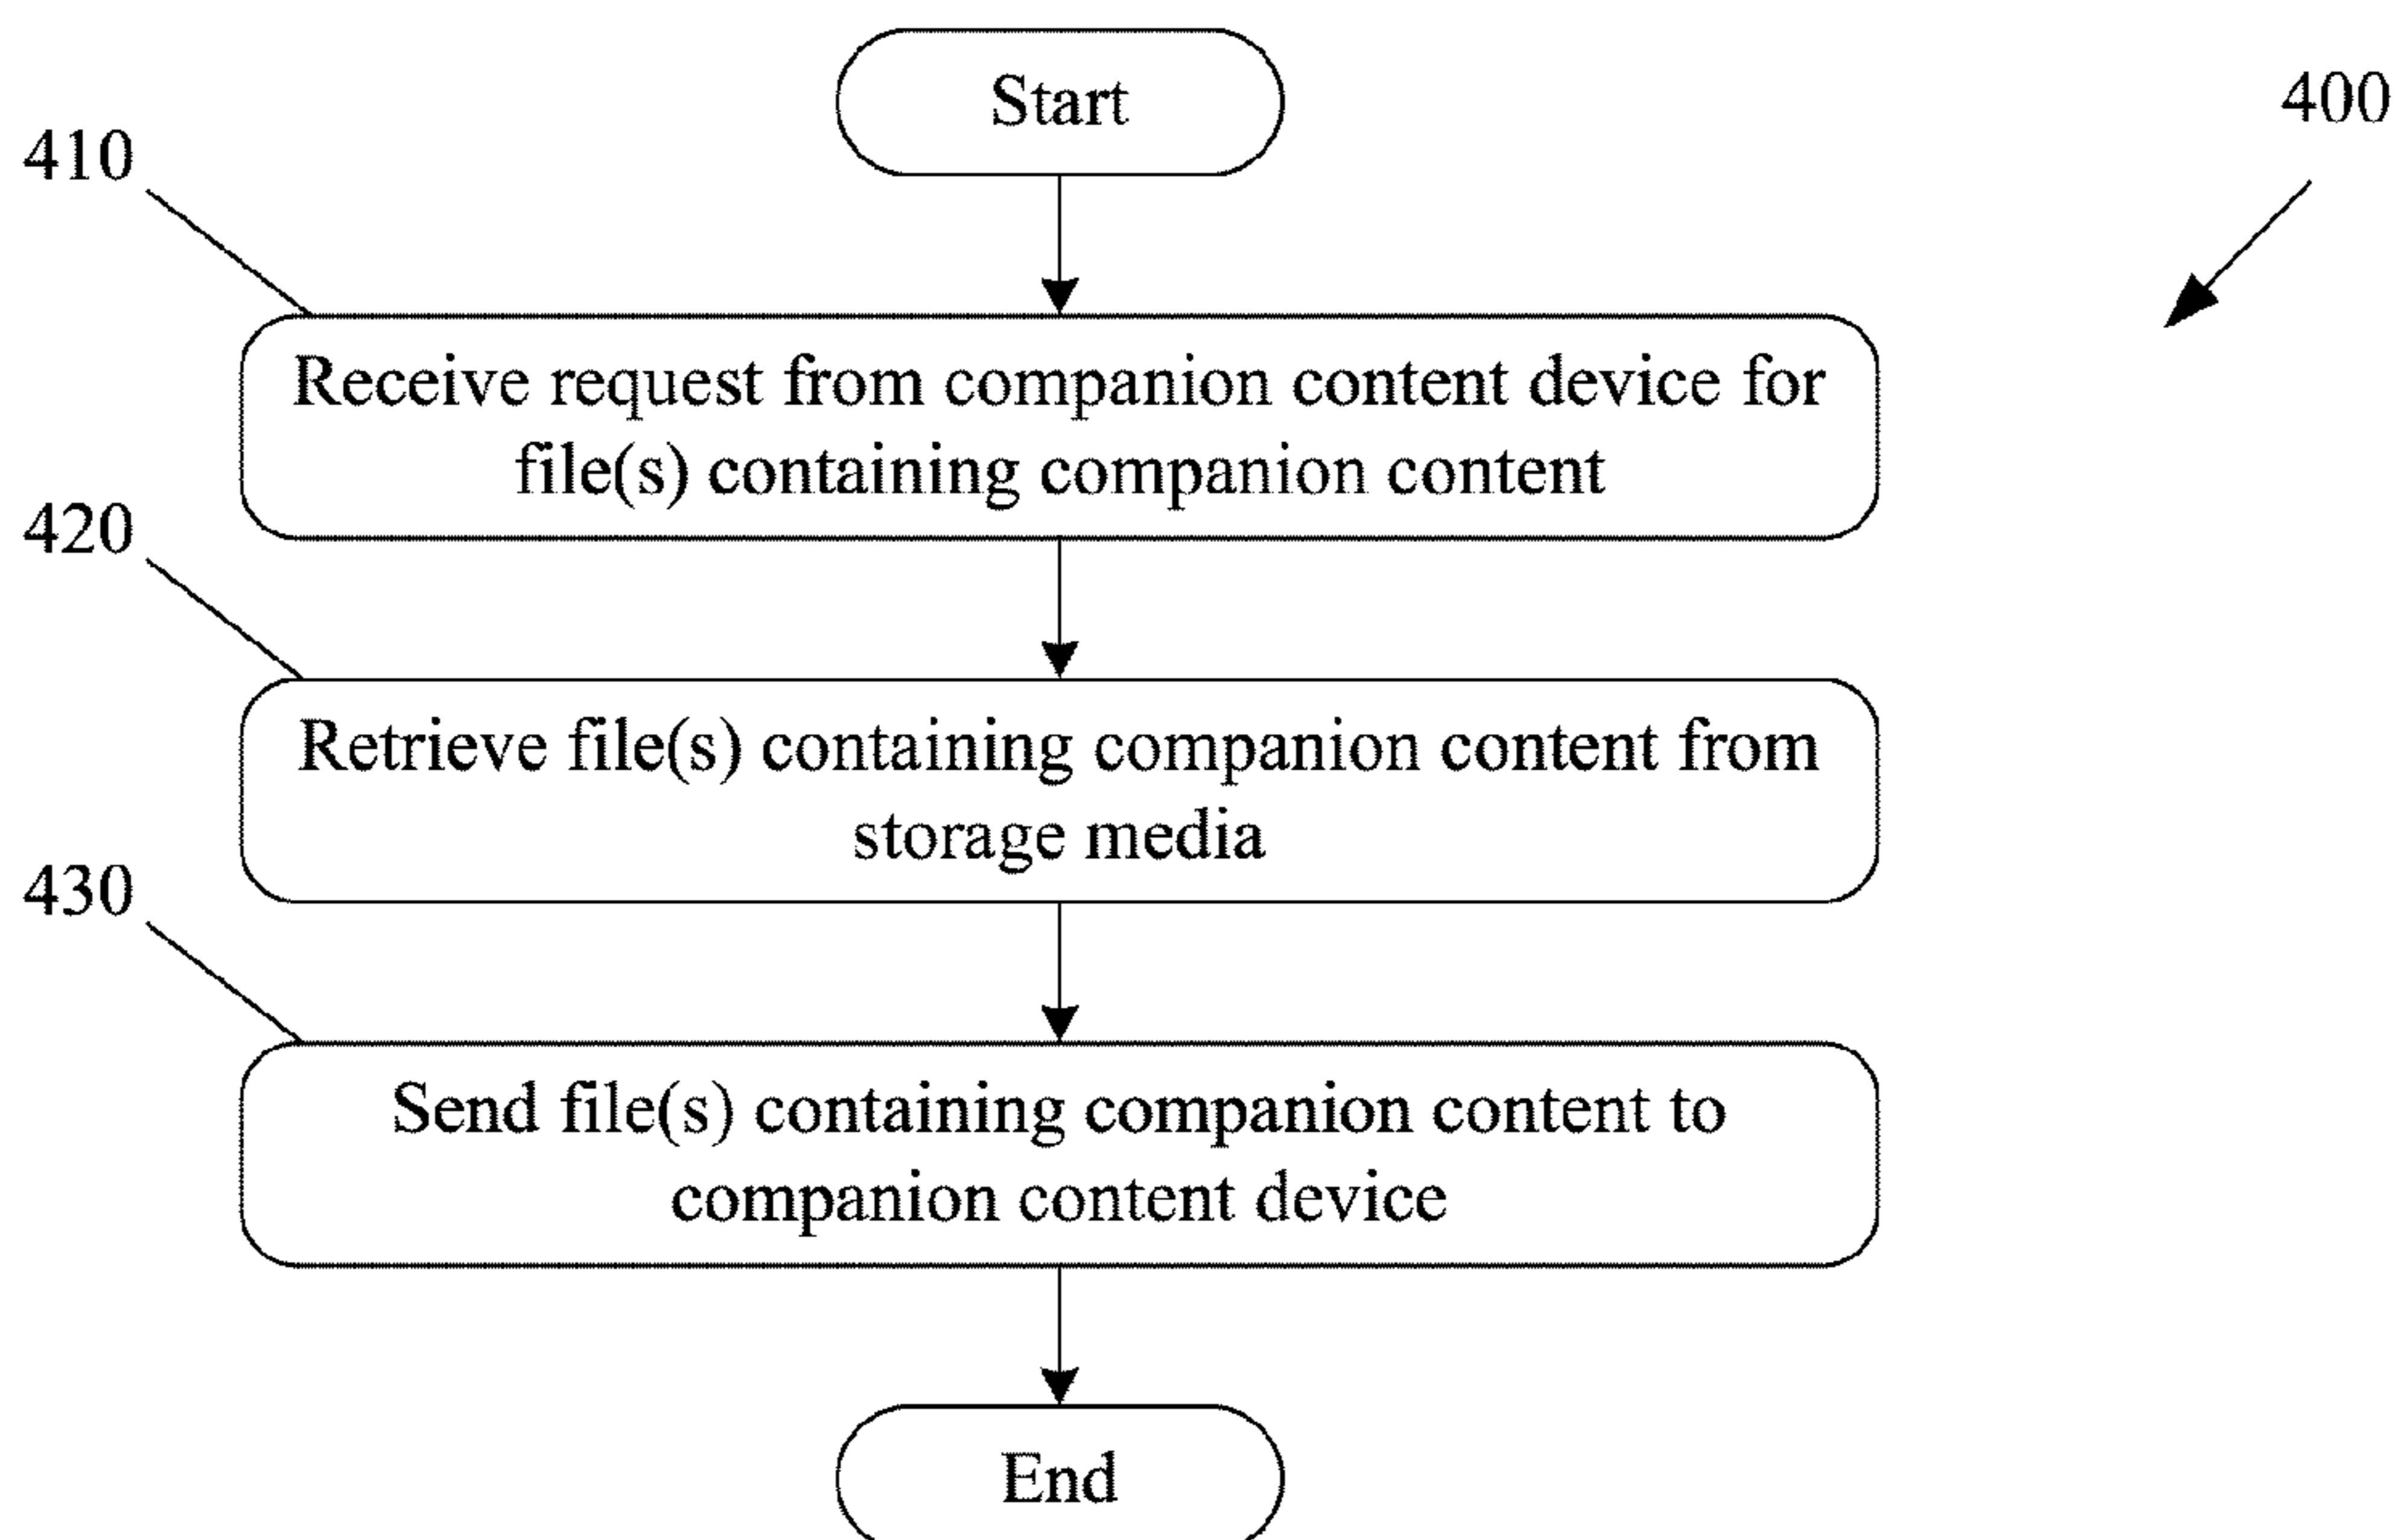 Start
400
410
Receive request from companion content device for
file(s) containing companion content
420
Retrieve file(s) containing companion content from
storage media
430
Send file(s) containing companion content to
companion content device
End